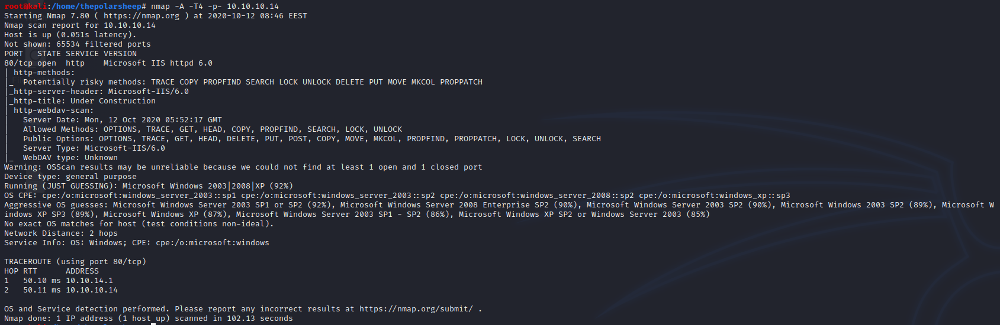 root@kali:/home/thepolarsheep# nmap -A -T4 -p- 10.10.10.14
Starting Nmap 7.80 ( https://nmap.org ) at 2020-10-12 08:46 EEST
Nmap scan report for 10.10.10.14
Host is up (0.051s latency).
Not shown: 65534 filtered ports
PORT   STATE SERVICE VERSION
80/tcp open  http    Microsoft IIS httpd 6.0
| http-methods:
|_  Potentially risky methods: TRACE COPY PROPFIND SEARCH LOCK UNLOCK DELETE PUT MOVE MKCOL PROPPATCH
|_http-server-header: Microsoft-IIS/6.0
|_http-title: Under Construction
| http-webdav-scan:
|   Server Date: Mon, 12 Oct 2020 05:52:17 GMT
|   Allowed Methods: OPTIONS, TRACE, GET, HEAD, COPY, PROPFIND, SEARCH, LOCK, UNLOCK
|   Public Options: OPTIONS, TRACE, GET, HEAD, DELETE, PUT, POST, COPY, MOVE, MKCOL, PROPFIND, PROPPATCH, LOCK, UNLOCK, SEARCH
|   Server Type: Microsoft-IIS/6.0
|_  WebDAV type: Unknown
Warning: OSScan results may be unreliable because we could not find at least 1 open and 1 closed port
Device type: general purpose
Running (JUST GUESSING): Microsoft Windows 2003|2008|XP (92%)
OS CPE: cpe:/o:microsoft:windows_server_2003::sp1 cpe:/o:microsoft:windows_server_2003::sp2 cpe:/o:microsoft:windows_server_2008::sp2 cpe:/o:microsoft:windows_xp::sp3
Aggressive OS guesses: Microsoft Windows Server 2003 SP1 or SP2 (92%), Microsoft Windows Server 2008 Enterprise SP2 (90%), Microsoft Windows Server 2003 SP2 (90%), Microsoft Windows 2003 SP2 (89%), Microsoft W
indows XP SP3 (89%), Microsoft Windows XP (87%), Microsoft Windows Server 2003 SP1 - SP2 (86%), Microsoft Windows XP SP2 or Windows Server 2003 (85%)
No exact OS matches for host (test conditions non-ideal).
Network Distance: 2 hops
Service Info: OS: Windows; CPE: cpe:/o:microsoft:windows

TRACEROUTE (using port 80/tcp)
HOP RTT      ADDRESS
1   50.10 ms 10.10.14.1
2   50.11 ms 10.10.10.14

OS and Service detection performed. Please report any incorrect results at https://nmap.org/submit/ .
Nmap done: 1 IP address (1 host up) scanned in 102.13 seconds